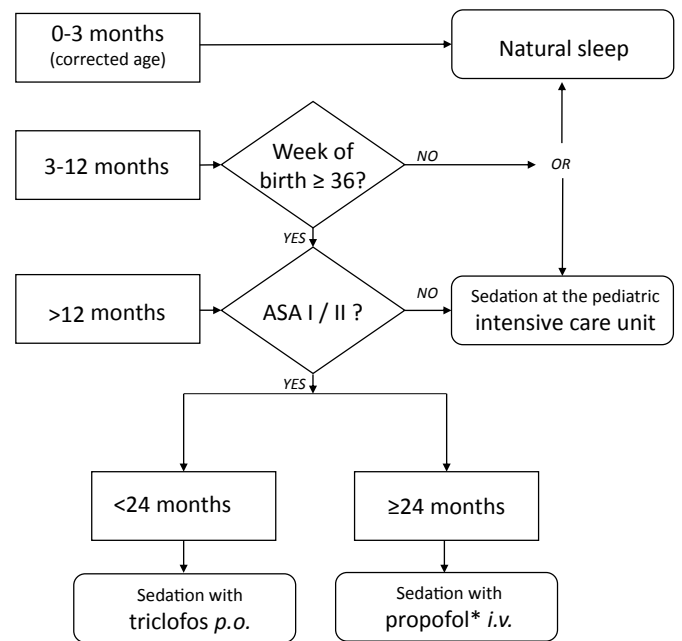 0-3 months
(corrected age)
Natural sleep
3-12 months
Week of
birth ≥ 36?
NO
OR
YES
>12 months
ASA I / II ?
NO
Sedation at the pediatric
intensive care unit
YES
<24 months
≥24 months
Sedation with
triclofos p.o.
Sedation with
propofol* i.v.